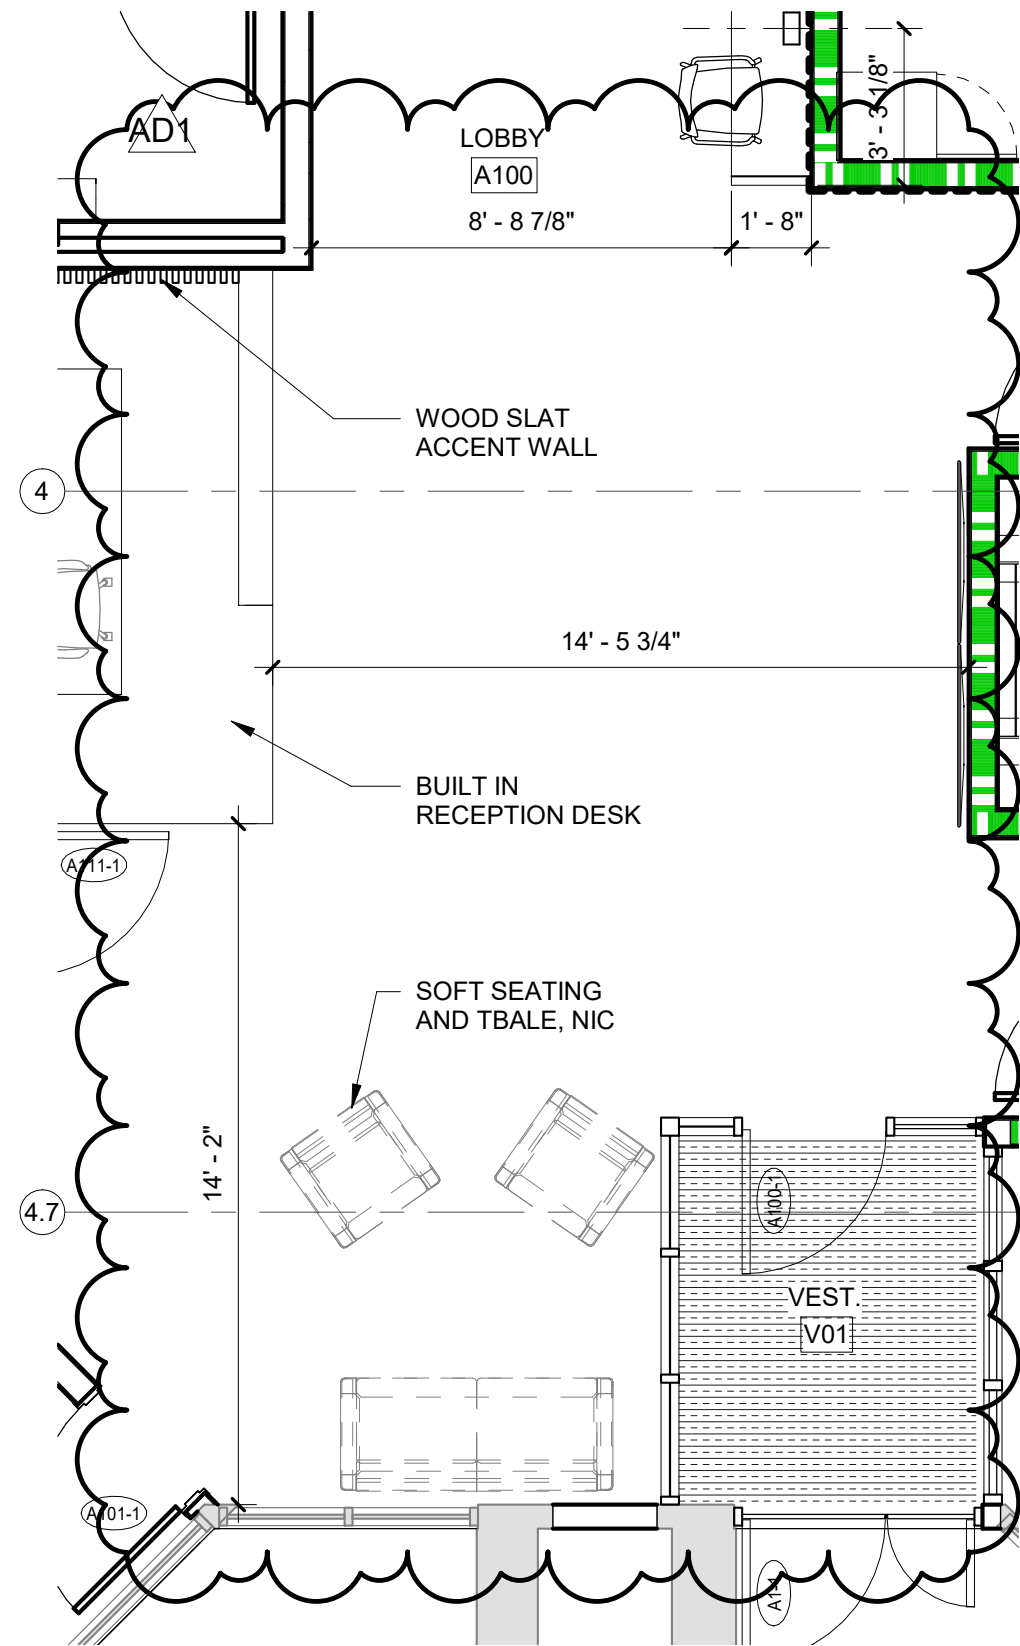 AD1
LOBBY
A100
3' - 3 1/8"
8' - 8 7/8"
1' - 8"
WOOD SLAT
ACCENT WALL
4
14' - 5 3/4"
BUILT IN
RECEPTION DESK
A111-1
SOFT SEATING
AND TBALE, NIC
14' - 2"
4.7
A100-1
VEST.
V01
A101-1
A1-1